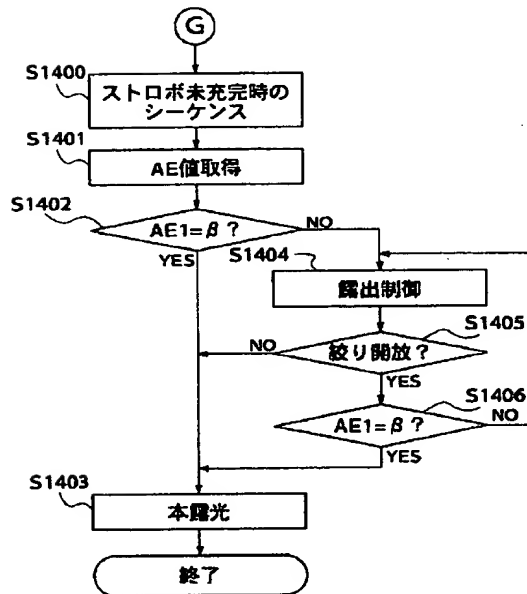 G
S1400
ストロボ未充完時の
シーケンス
S1401
AE値取得
S1402
AE1=β?
NO
YES
S1404
露出制御
S1405
絞り開放?
NO
YES
S1406
AE1=β?
NO
YES
S1403
本露光
終了